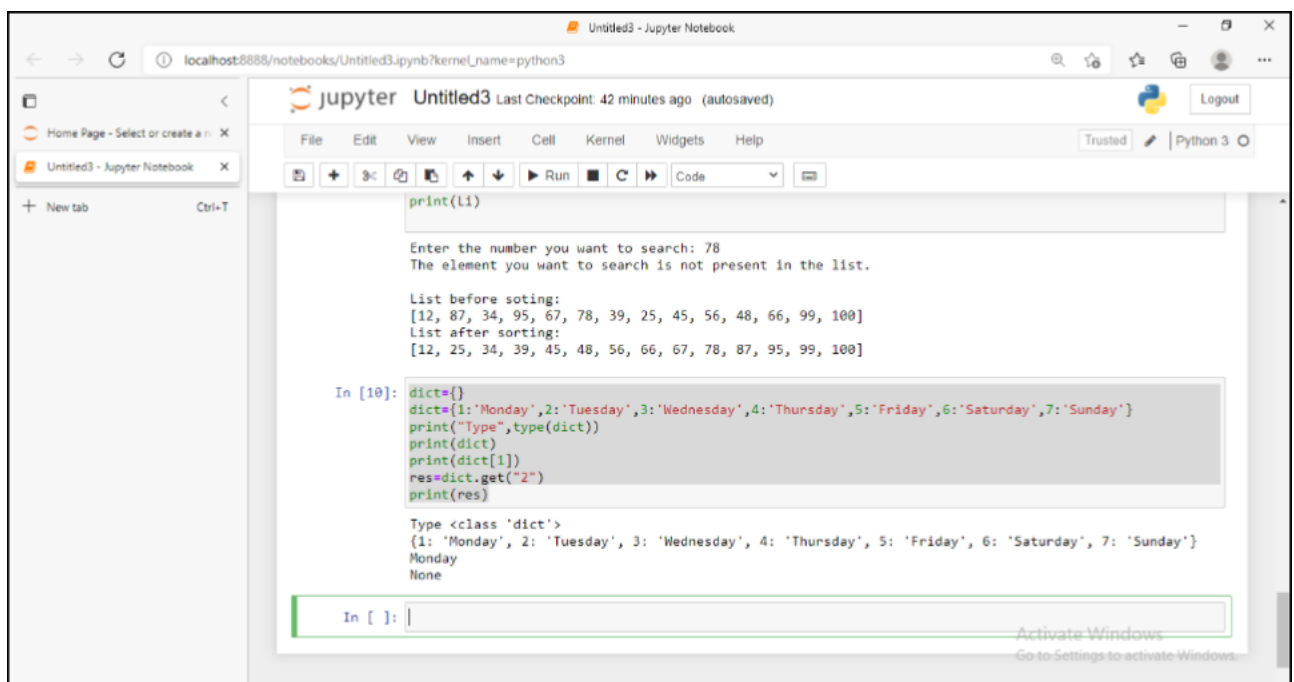 Untitled3 - Jupyter Notebook
localhost:8888/notebooks/Untitled3.ipynb?kernel_name=python3
Home Page - Select or create a n
Untitled3 - Jupyter Notebook
New tab Ctrl+T
jupyter Untitled3 Last Checkpoint: 42 minutes ago (autosaved)
Logout
File Edit View Insert Cell Kernel Widgets Help
Trusted Python 3
Run Code
print(Li)
Enter the number you want to search: 78
The element you want to search is not present in the list.
List before soting:
[12, 87, 34, 95, 67, 78, 39, 25, 45, 56, 48, 66, 99, 100]
List after sorting:
[12, 25, 34, 39, 45, 48, 56, 66, 67, 78, 87, 95, 99, 100]
In [10]: dict={}
dict={1:'Monday',2:'Tuesday',3:'Wednesday',4:'Thursday',5:'Friday',6:'Saturday',7:'Sunday'}
print("Type",type(dict))
print(dict)
print(dict[1])
res=dict.get("2")
print(res)
Type <class 'dict'>
{1: 'Monday', 2: 'Tuesday', 3: 'Wednesday', 4: 'Thursday', 5: 'Friday', 6: 'Saturday', 7: 'Sunday'}
Monday
None
In [ ]:
Activate Windows
Go to Settings to activate Windows.